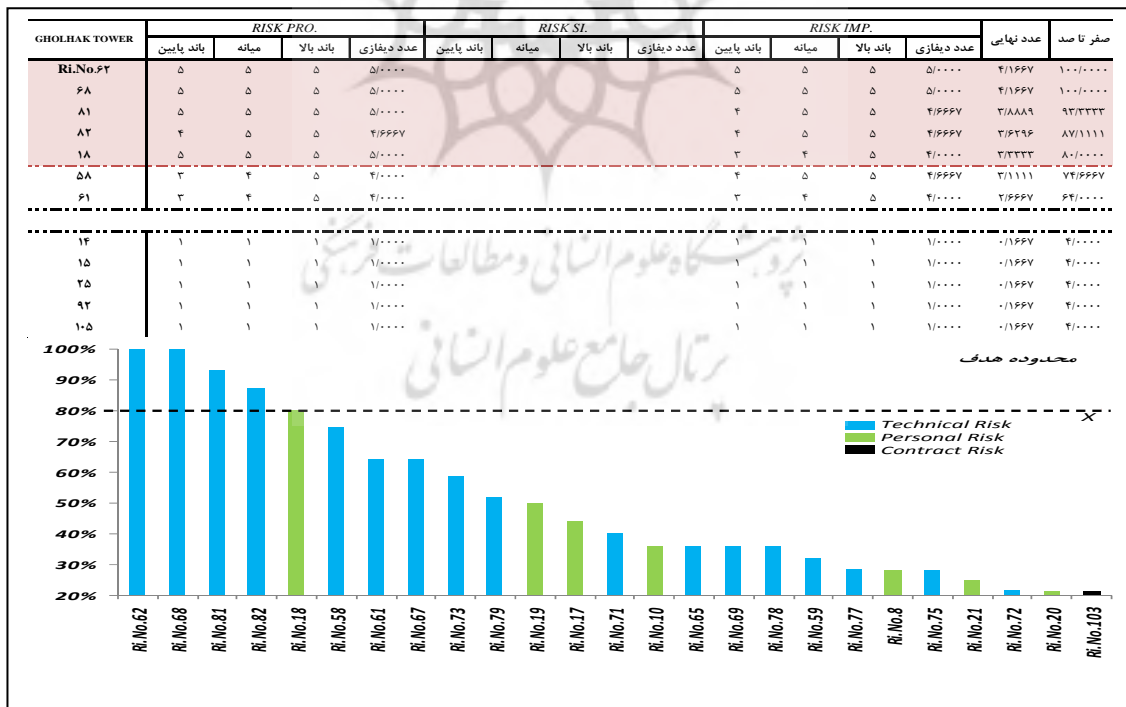 GHOLHAK TOWER RISK PRO. RISK SI. RISK IMP. عدد نهایی صفر تا صد
باند پایین میانه باند بالا عدد دیفازی باند پایین میانه باند بالا عدد دیفازی باند پایین میانه باند بالا عدد دیفازی
Ri.No.۶۲ ۵ ۵ ۵ ۵/۰۰۰۰ ۵ ۵ ۵ ۵/۰۰۰۰ ۴/۱۶۶۷ ۱۰۰/۰۰۰۰
۶۸ ۵ ۵ ۵ ۵/۰۰۰۰ ۵ ۵ ۵ ۵/۰۰۰۰ ۴/۱۶۶۷ ۱۰۰/۰۰۰۰
۸۱ ۵ ۵ ۵ ۵/۰۰۰۰ ۴ ۵ ۵ ۴/۶۶۶۷ ۳/۸۸۸۹ ۹۳/۳۳۳۳
۸۲ ۴ ۵ ۵ ۴/۶۶۶۷ ۴ ۵ ۵ ۴/۶۶۶۷ ۳/۶۲۹۶ ۸۷/۱۱۱۱
۱۸ ۵ ۵ ۵ ۵/۰۰۰۰ ۳ ۴ ۵ ۴/۰۰۰۰ ۳/۳۳۳۳ ۸۰/۰۰۰۰
۵۸ ۳ ۴ ۵ ۴/۰۰۰۰ ۴ ۵ ۵ ۴/۶۶۶۷ ۳/۱۱۱۱ ۷۴/۶۶۶۷
۶۱ ۳ ۴ ۵ ۴/۰۰۰۰ ۳ ۴ ۵ ۴/۰۰۰۰ ۲/۶۶۶۷ ۶۴/۰۰۰۰
۱۴ ۱ ۱ ۱ ۱/۰۰۰۰ ۱ ۱ ۱ ۱/۰۰۰۰ ۰/۱۶۶۷ ۴/۰۰۰۰
۱۵ ۱ ۱ ۱ ۱/۰۰۰۰ ۱ ۱ ۱ ۱/۰۰۰۰ ۰/۱۶۶۷ ۴/۰۰۰۰
۲۵ ۱ ۱ ۱ ۱/۰۰۰۰ ۱ ۱ ۱ ۱/۰۰۰۰ ۰/۱۶۶۷ ۴/۰۰۰۰
۹۲ ۱ ۱ ۱ ۱/۰۰۰۰ ۱ ۱ ۱ ۱/۰۰۰۰ ۰/۱۶۶۷ ۴/۰۰۰۰
۱۰۵ ۱ ۱ ۱ ۱/۰۰۰۰ ۱ ۱ ۱ ۱/۰۰۰۰ ۰/۱۶۶۷ ۴/۰۰۰۰
پژوهشگاه علوم انسانی و مطالعات فرهنگی
پرتال جامع علوم انسانی
محدوده هدف
100%
90%
80%
70%
60%
50%
40%
30%
20%
x
Technical Risk
Personal Risk
Contract Risk
Ri.No.62 Ri.No.68 Ri.No.81 Ri.No.82 Ri.No.18 Ri.No.58 Ri.No.61 Ri.No.67 Ri.No.73 Ri.No.79 Ri.No.19 Ri.No.17 Ri.No.71 Ri.No.10 Ri.No.65 Ri.No.69 Ri.No.78 Ri.No.59 Ri.No.77 Ri.No.8 Ri.No.75 Ri.No.21 Ri.No.72 Ri.No.20 Ri.No.103